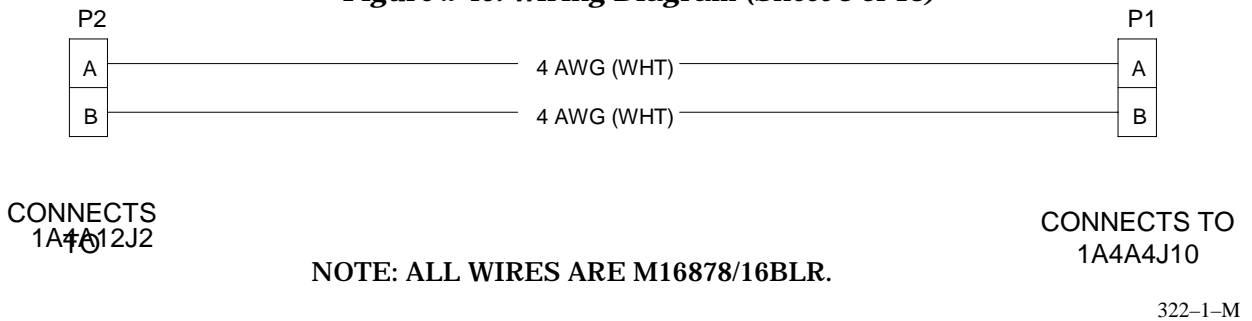 P2 P1
A 4 AWG (WHT) A
B 4 AWG (WHT) B
CONNECTS TO
1A4A12J2
CONNECTS TO
1A4A4J10
NOTE: ALL WIRES ARE M16878/16BLR.
322–1–M